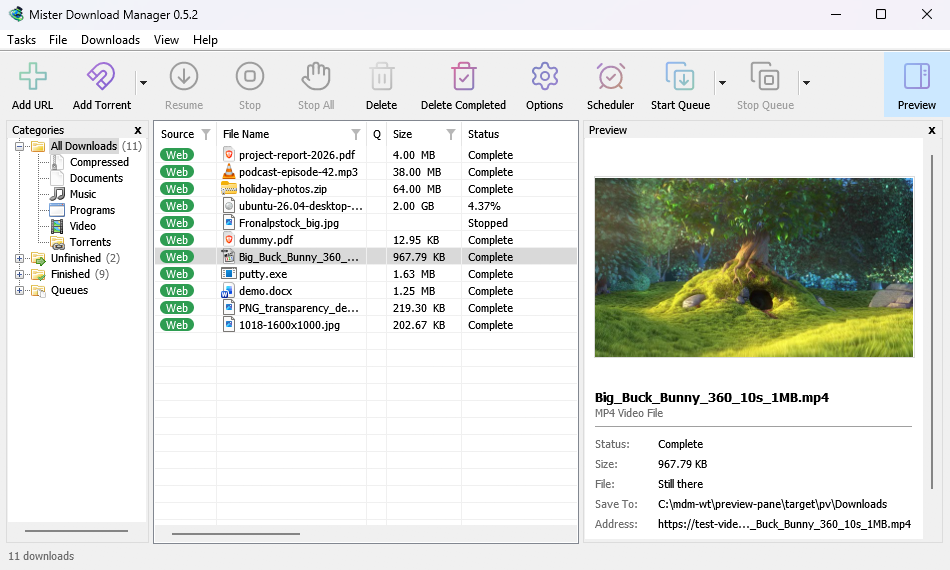 Mister Download Manager 0.5.2
Tasks File Downloads View Help
Add URL Add Torrent Resume Stop Stop All Delete Delete Completed Options Scheduler Start Queue Stop Queue Preview
Categories x
All Downloads (11)
Compressed
Documents
Music
Programs
Video
Torrents
Unfinished (2)
Finished (9)
Queues
Source File Name Q Size Status
Web project-report-2026.pdf 4.00 MB Complete
Web podcast-episode-42.mp3 38.00 MB Complete
Web holiday-photos.zip 64.00 MB Complete
Web ubuntu-26.04-desktop-... 2.00 GB 4.37%
Web Fronalpstock_big.jpg Stopped
Web dummy.pdf 12.95 KB Complete
Web Big_Buck_Bunny_360_... 967.79 KB Complete
Web putty.exe 1.63 MB Complete
Web demo.docx 1.25 MB Complete
Web PNG_transparency_de... 219.30 KB Complete
Web 1018-1600x1000.jpg 202.67 KB Complete
Preview x
Big_Buck_Bunny_360_10s_1MB.mp4
MP4 Video File
Status: Complete
Size: 967.79 KB
File: Still there
Save To: C:\mdm-wt\preview-pane\target\pv\Downloads
Address: https://test-vide..._Buck_Bunny_360_10s_1MB.mp4
11 downloads